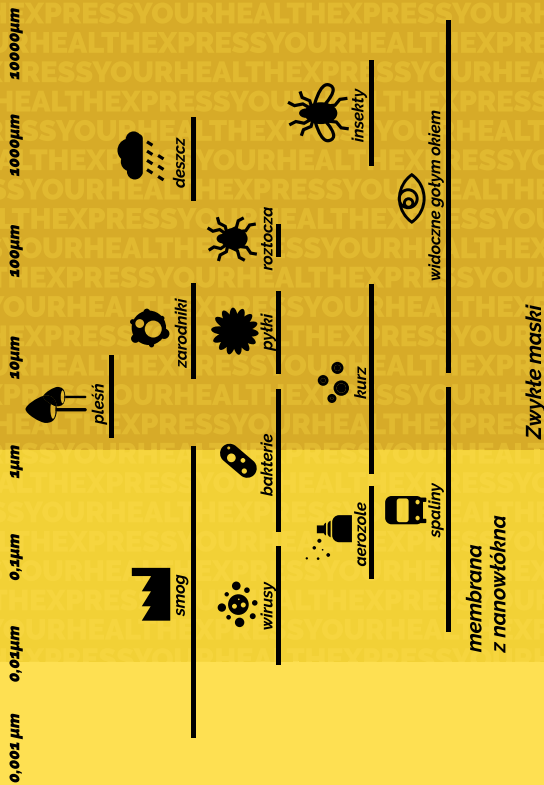 0,001 µm 0,01µm 0,1µm 1µm 10µm 100µm 1000µm 10000µm
pleśń
smog zarodniki deszcz
wirusy bakterie pyłki roztocza
aerozole kurz insekty
spaliny widoczne gołym okiem
membrana
z nanowłókna
Zwykłe maski